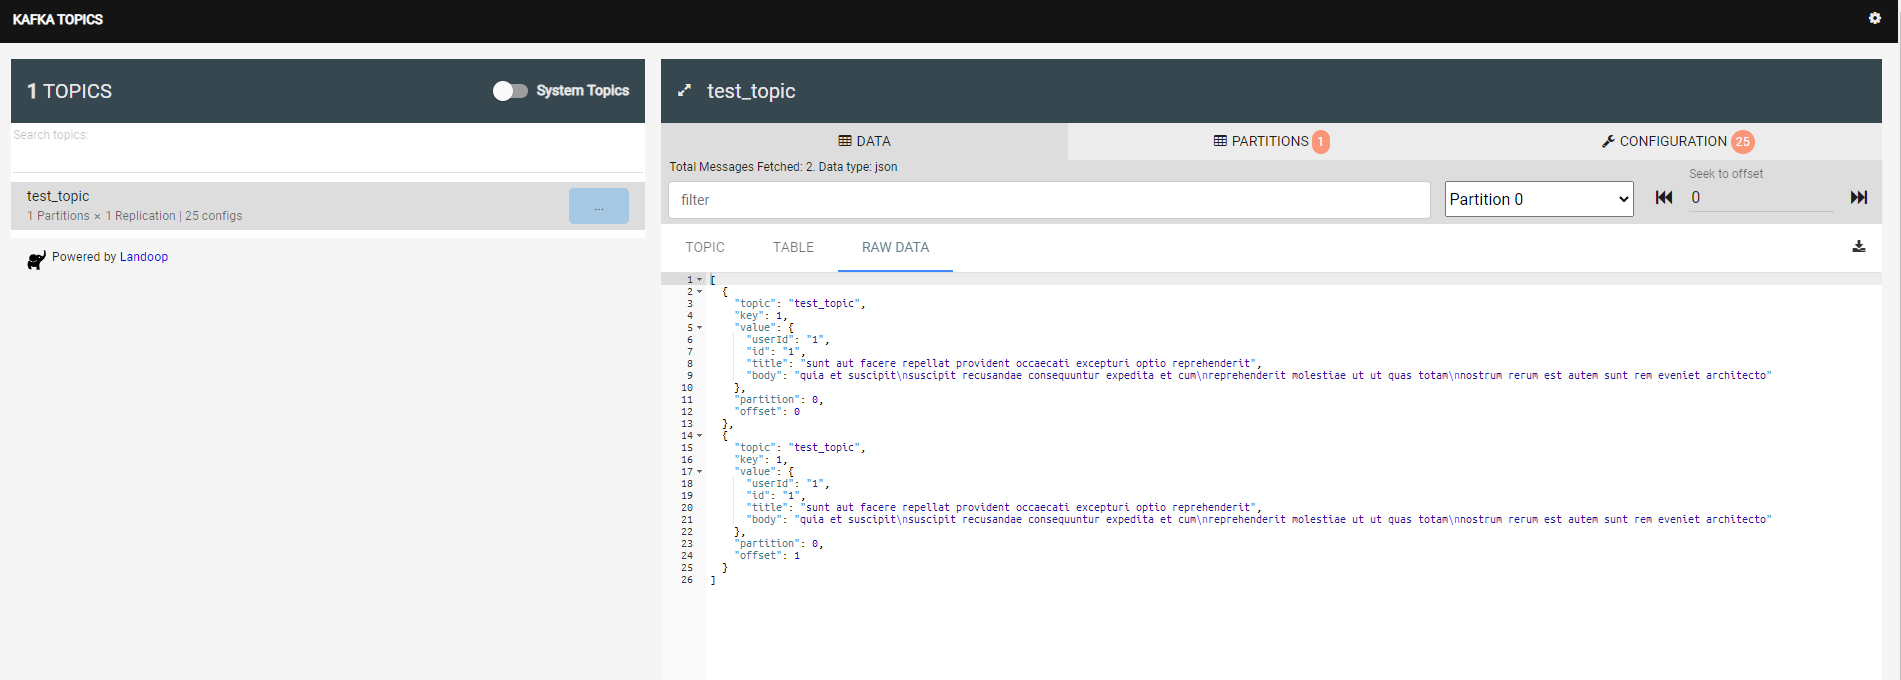 KAFKA TOPICS
1 TOPICS
System Topics
Search topics:
test_topic
1 Partitions × 1 Replication | 25 configs
...
Powered by Landoop
test_topic
DATA
PARTITIONS 1
CONFIGURATION 25
Total Messages Fetched: 2. Data type: json
filter
Partition 0
Seek to offset
0
TOPIC
TABLE
RAW DATA
1 [
2 {
3 "topic": "test_topic",
4 "key": 1,
5 "value": {
6 "userId": "1",
7 "id": "1",
8 "title": "sunt aut facere repellat provident occaecati excepturi optio reprehenderit",
9 "body": "quia et suscipit\nsuscipit recusandae consequuntur expedita et cum\nreprehenderit molestiae ut ut quas totam\nnostrum rerum est autem sunt rem eveniet architecto"
10 },
11 "partition": 0,
12 "offset": 0
13 },
14 {
15 "topic": "test_topic",
16 "key": 1,
17 "value": {
18 "userId": "1",
19 "id": "1",
20 "title": "sunt aut facere repellat provident occaecati excepturi optio reprehenderit",
21 "body": "quia et suscipit\nsuscipit recusandae consequuntur expedita et cum\nreprehenderit molestiae ut ut quas totam\nnostrum rerum est autem sunt rem eveniet architecto"
22 },
23 "partition": 0,
24 "offset": 1
25 }
26 ]